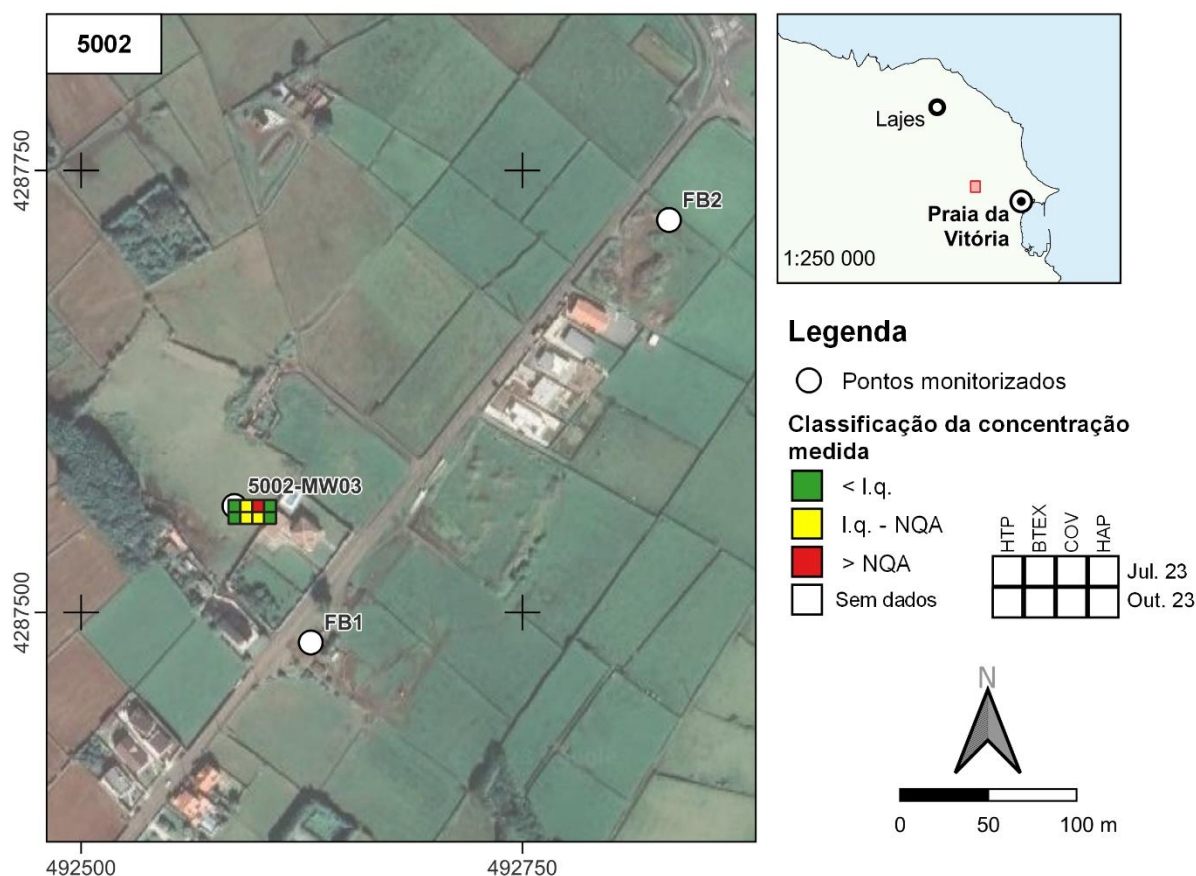 5002
4287750
4287500
492500
492750
FB2
5002-MW03
FB1
Lajes
Praia da
Vitória
1:250 000
Legenda
Pontos monitorizados
Classificação da concentração
medida
< l.q.
l.q. - NQA
> NQA
Sem dados
HTP
BTEX
COV
HAP
Jul. 23
Out. 23
N
0 50 100 m